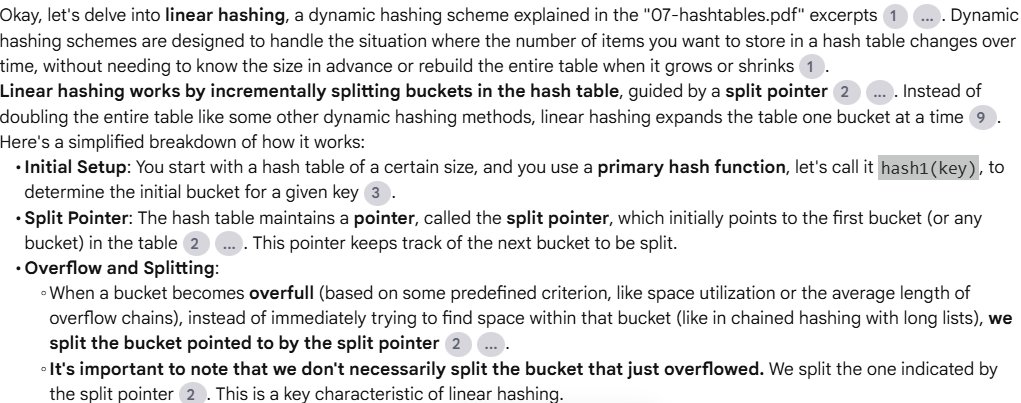 Okay, let's delve into linear hashing, a dynamic hashing scheme explained in the "07-hashtables.pdf" excerpts 1 ... . Dynamic
hashing schemes are designed to handle the situation where the number of items you want to store in a hash table changes over
time, without needing to know the size in advance or rebuild the entire table when it grows or shrinks 1 .
Linear hashing works by incrementally splitting buckets in the hash table, guided by a split pointer 2 ... . Instead of
doubling the entire table like some other dynamic hashing methods, linear hashing expands the table one bucket at a time 9 .
Here's a simplified breakdown of how it works:
• Initial Setup: You start with a hash table of a certain size, and you use a primary hash function, let's call it hash1(key), to
determine the initial bucket for a given key 3 .
• Split Pointer: The hash table maintains a pointer, called the split pointer, which initially points to the first bucket (or any
bucket) in the table 2 ... . This pointer keeps track of the next bucket to be split.
• Overflow and Splitting:
◦ When a bucket becomes overfull (based on some predefined criterion, like space utilization or the average length of
overflow chains), instead of immediately trying to find space within that bucket (like in chained hashing with long lists), we
split the bucket pointed to by the split pointer 2 ... .
◦ It's important to note that we don't necessarily split the bucket that just overflowed. We split the one indicated by
the split pointer 2 . This is a key characteristic of linear hashing.